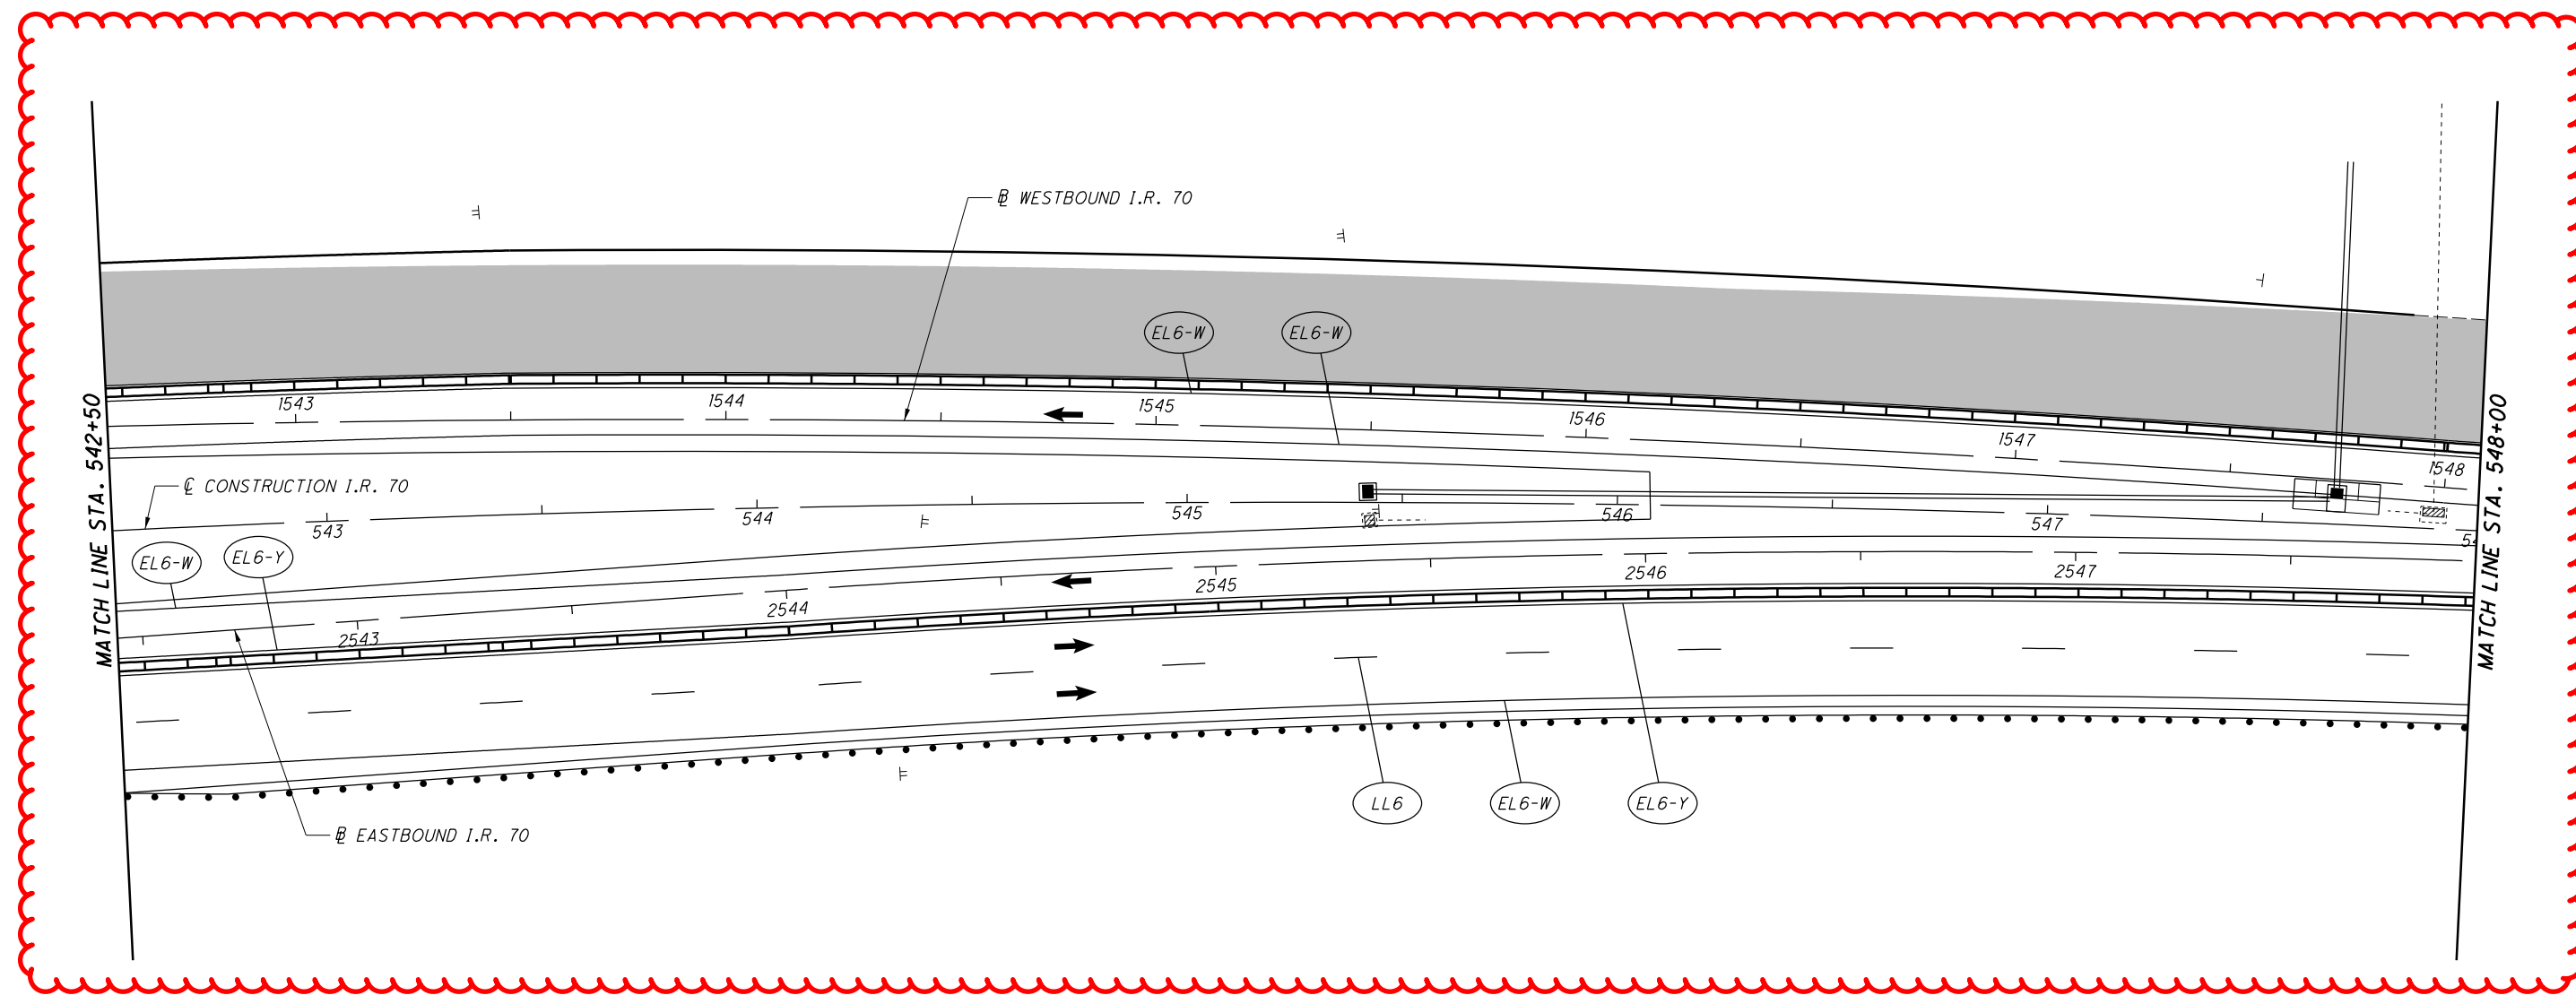 ℄ WESTBOUND I.R. 70
EL6-W
EL6-W
1543
1544
1545
1546
1547
1548
MATCH LINE STA. 542+50
MATCH LINE STA. 548+00
℄ CONSTRUCTION I.R. 70
543
544
545
546
547
54
EL6-W
EL6-Y
2543
2544
2545
2546
2547
LL6
EL6-W
EL6-Y
EASTBOUND I.R. 70